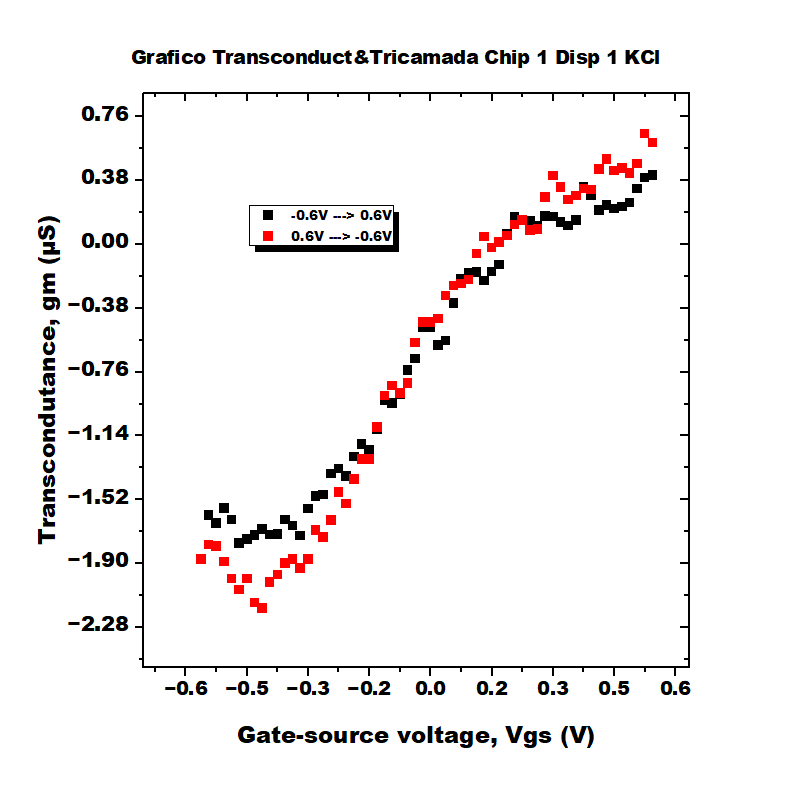 Grafico Transconduct&Tricamada Chip 1 Disp 1 KCl
0.76
0.38
0.00
−0.38
−0.76
−1.14
−1.52
−1.90
−2.28
-0.6V ---> 0.6V
0.6V ---> -0.6V
Transcondutance, gm (µS)
−0.6 −0.5 −0.3 −0.2 0.0 0.2 0.3 0.5 0.6
Gate-source voltage, Vgs (V)